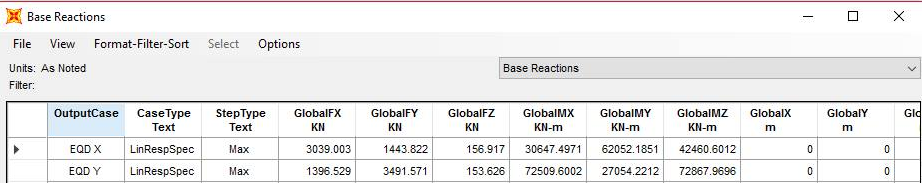 Base Reactions
File View Format-Filter-Sort Select Options
Units: As Noted
Base Reactions
Filter:
OutputCase CaseType StepType GlobalFX GlobalFY GlobalFZ GlobalMX GlobalMY GlobalMZ GlobalX GlobalY Glo
Text Text KN KN KN KN-m KN-m KN-m m m
EQD X LinRespSpec Max 3039.003 1443.822 156.917 30647.4971 62052.1851 42460.6012 0 0
EQD Y LinRespSpec Max 1396.529 3491.571 153.626 72509.6002 27054.2212 72867.9696 0 0